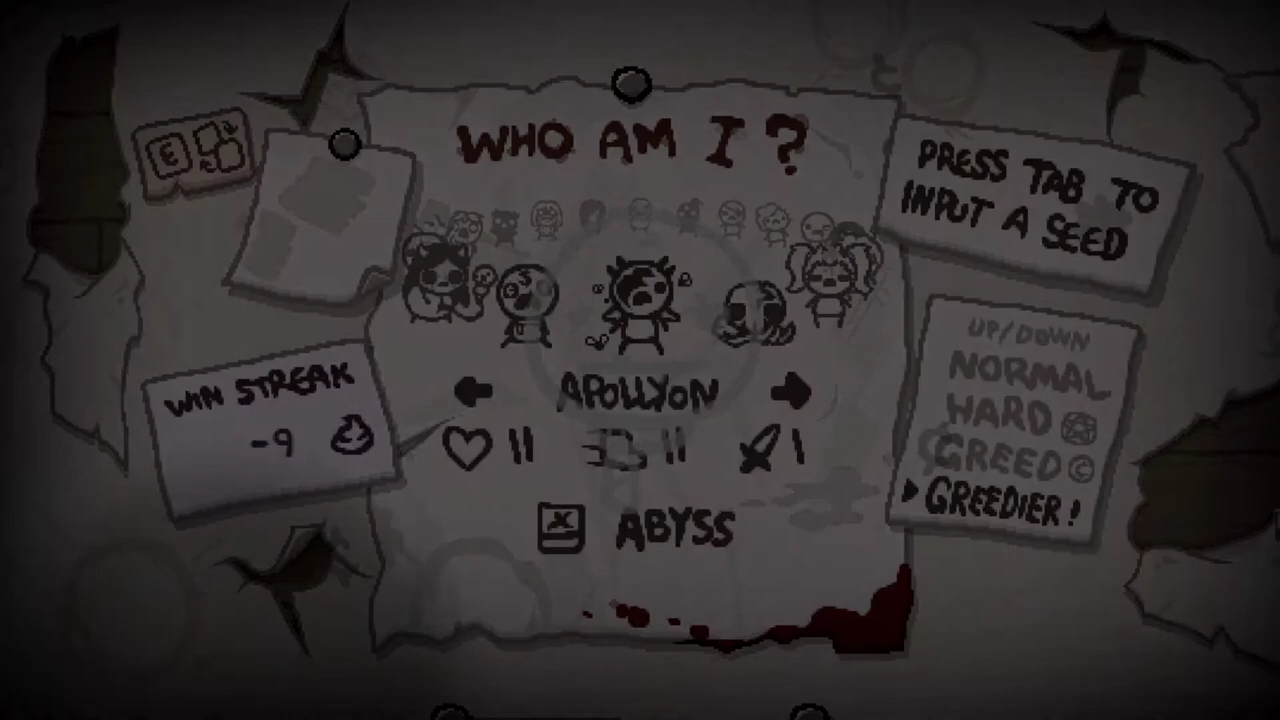 WHO AM I?
PRESS TAB TO
INPUT A SEED
E
WIN STREAK
-9
APOLLYON
ABYSS
UP/DOWN
NORMAL
HARD
GREED
GREEDIER!